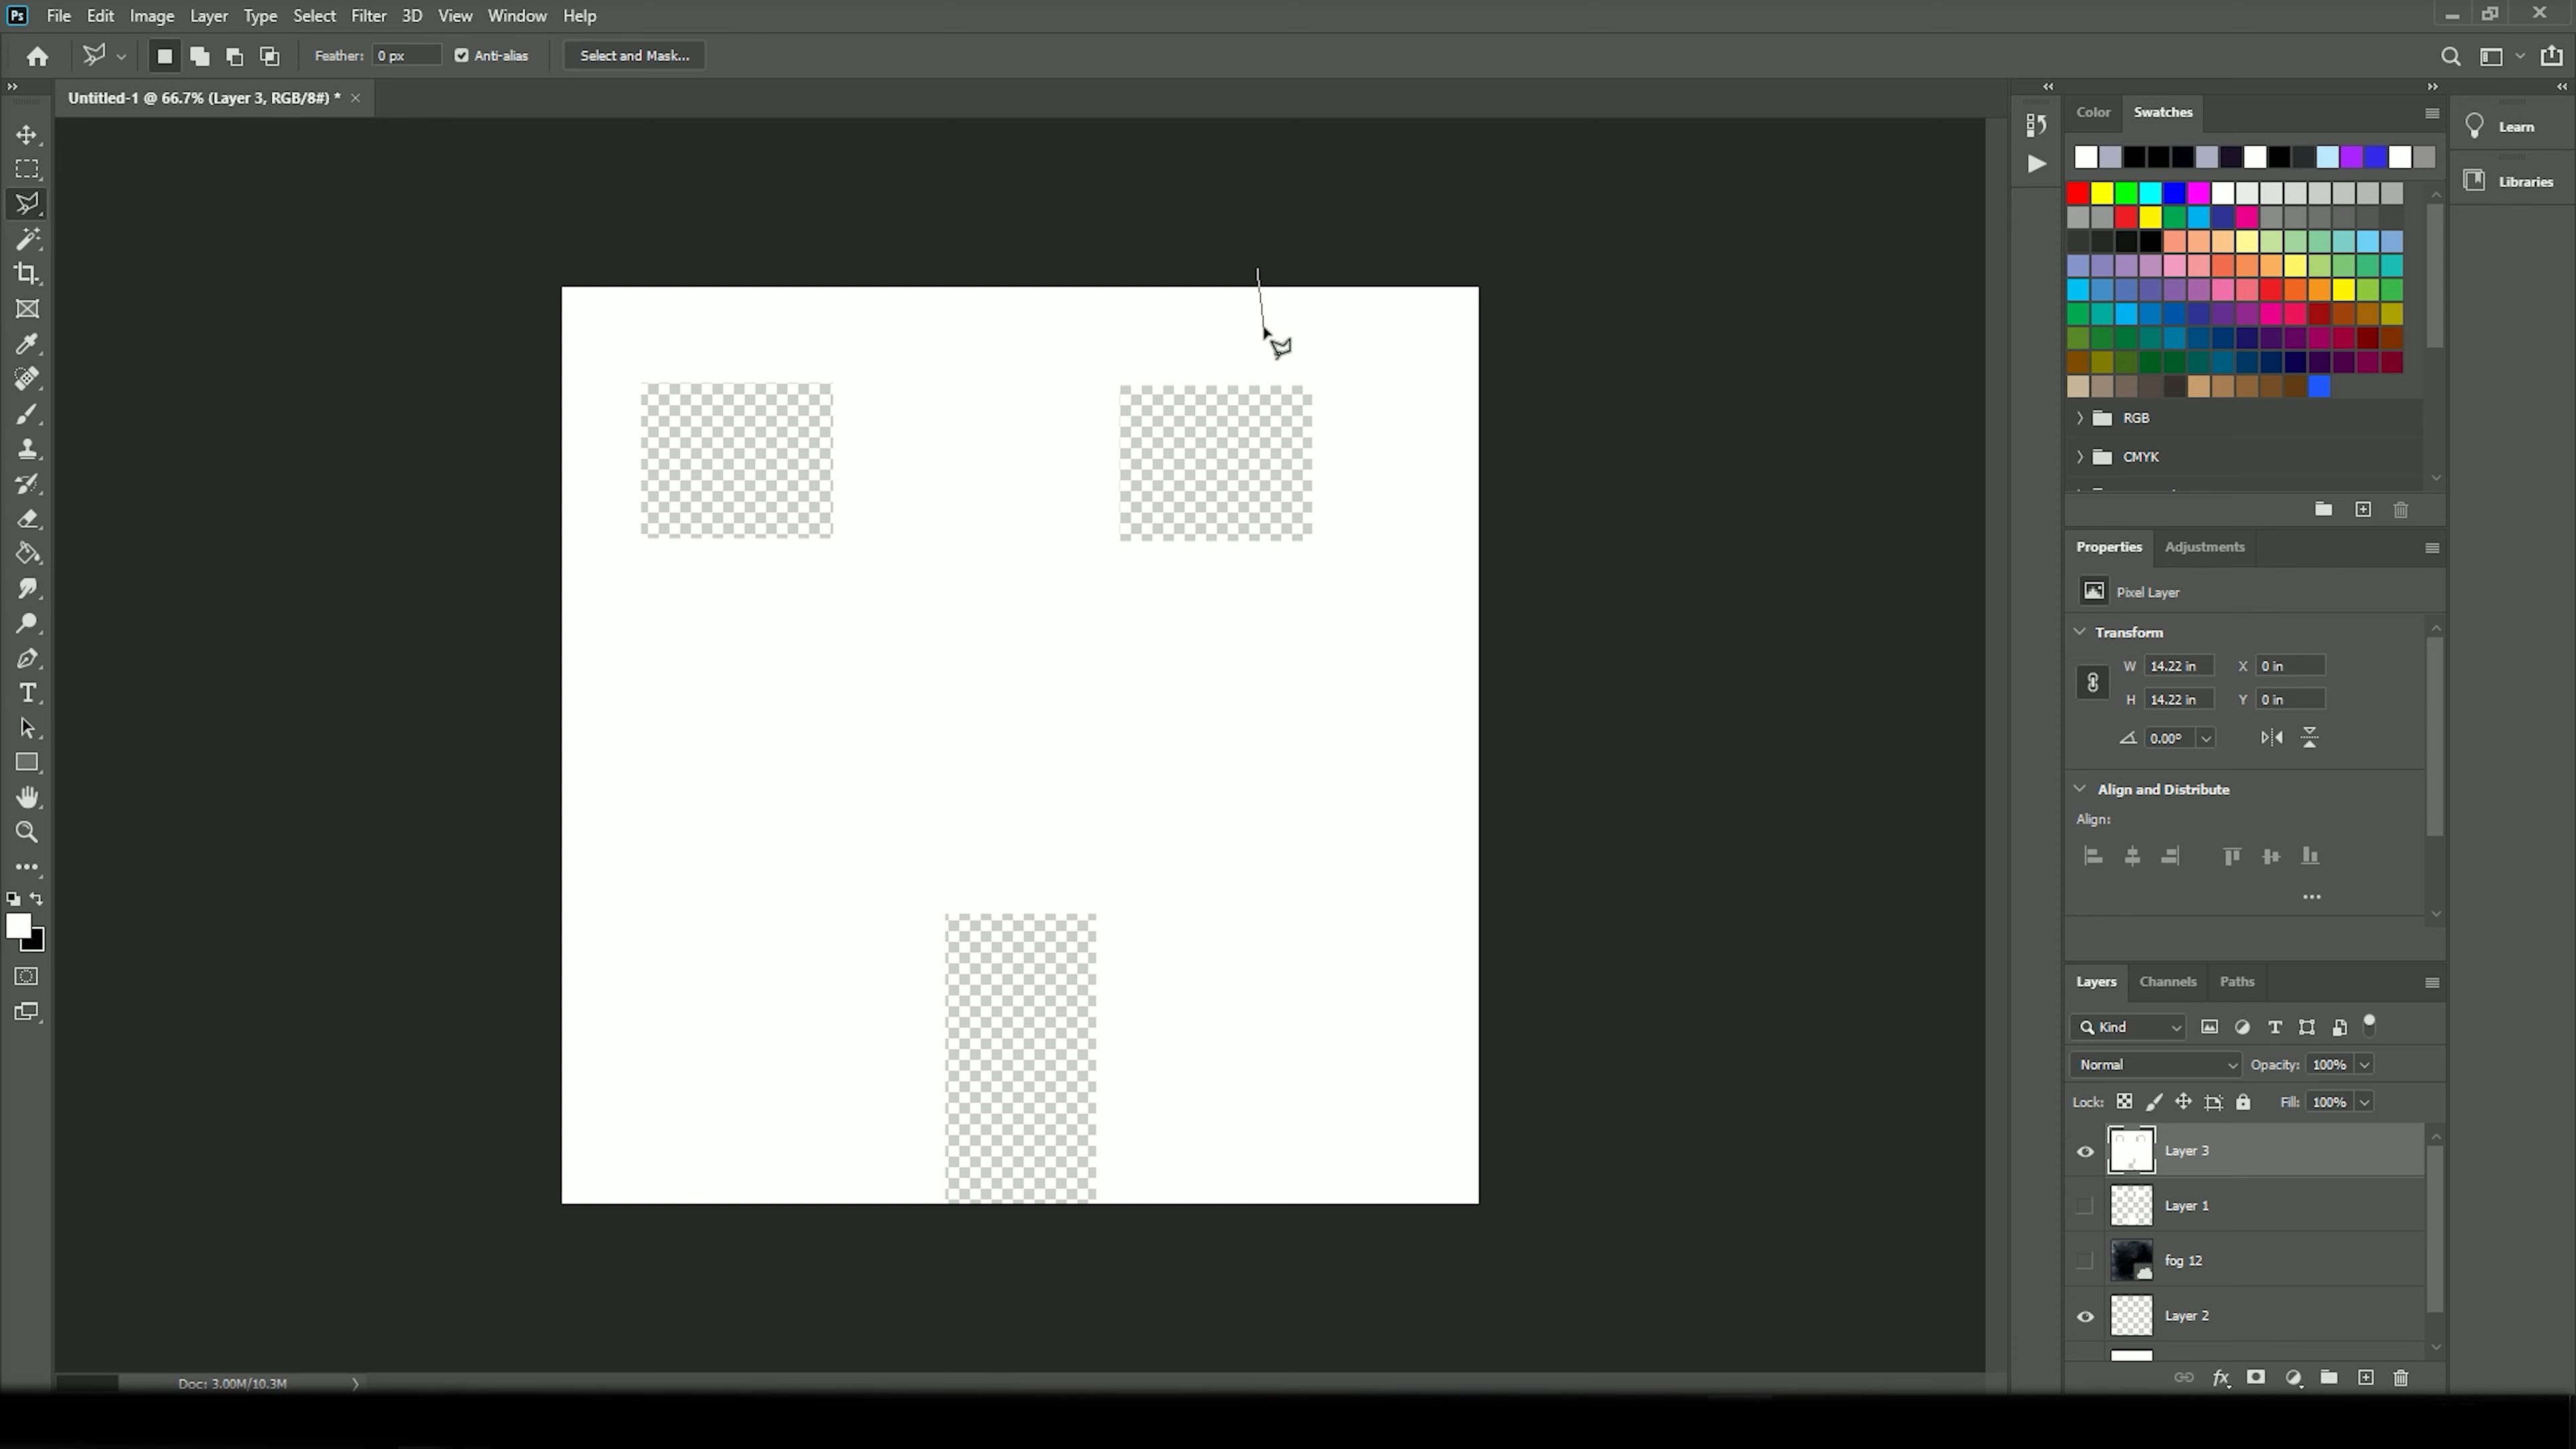 Ps File Edit Image Layer Type Select Filter 3D View Window Help
Feather: 0 px Anti-alias Select and Mask...
Untitled-1 @ 66.7% (Layer 3, RGB/8#) *
Color Swatches
Learn
Libraries
RGB
CMYK
Properties Adjustments
Pixel Layer
Transform
W 14.22 in X 0 in
H 14.22 in Y 0 in
0.00°
Align and Distribute
Align:
Layers Channels Paths
Kind
Normal Opacity: 100%
Lock: Fill: 100%
Layer 3
Layer 1
fog 12
Layer 2
fx
Doc: 3.00M/10.3M